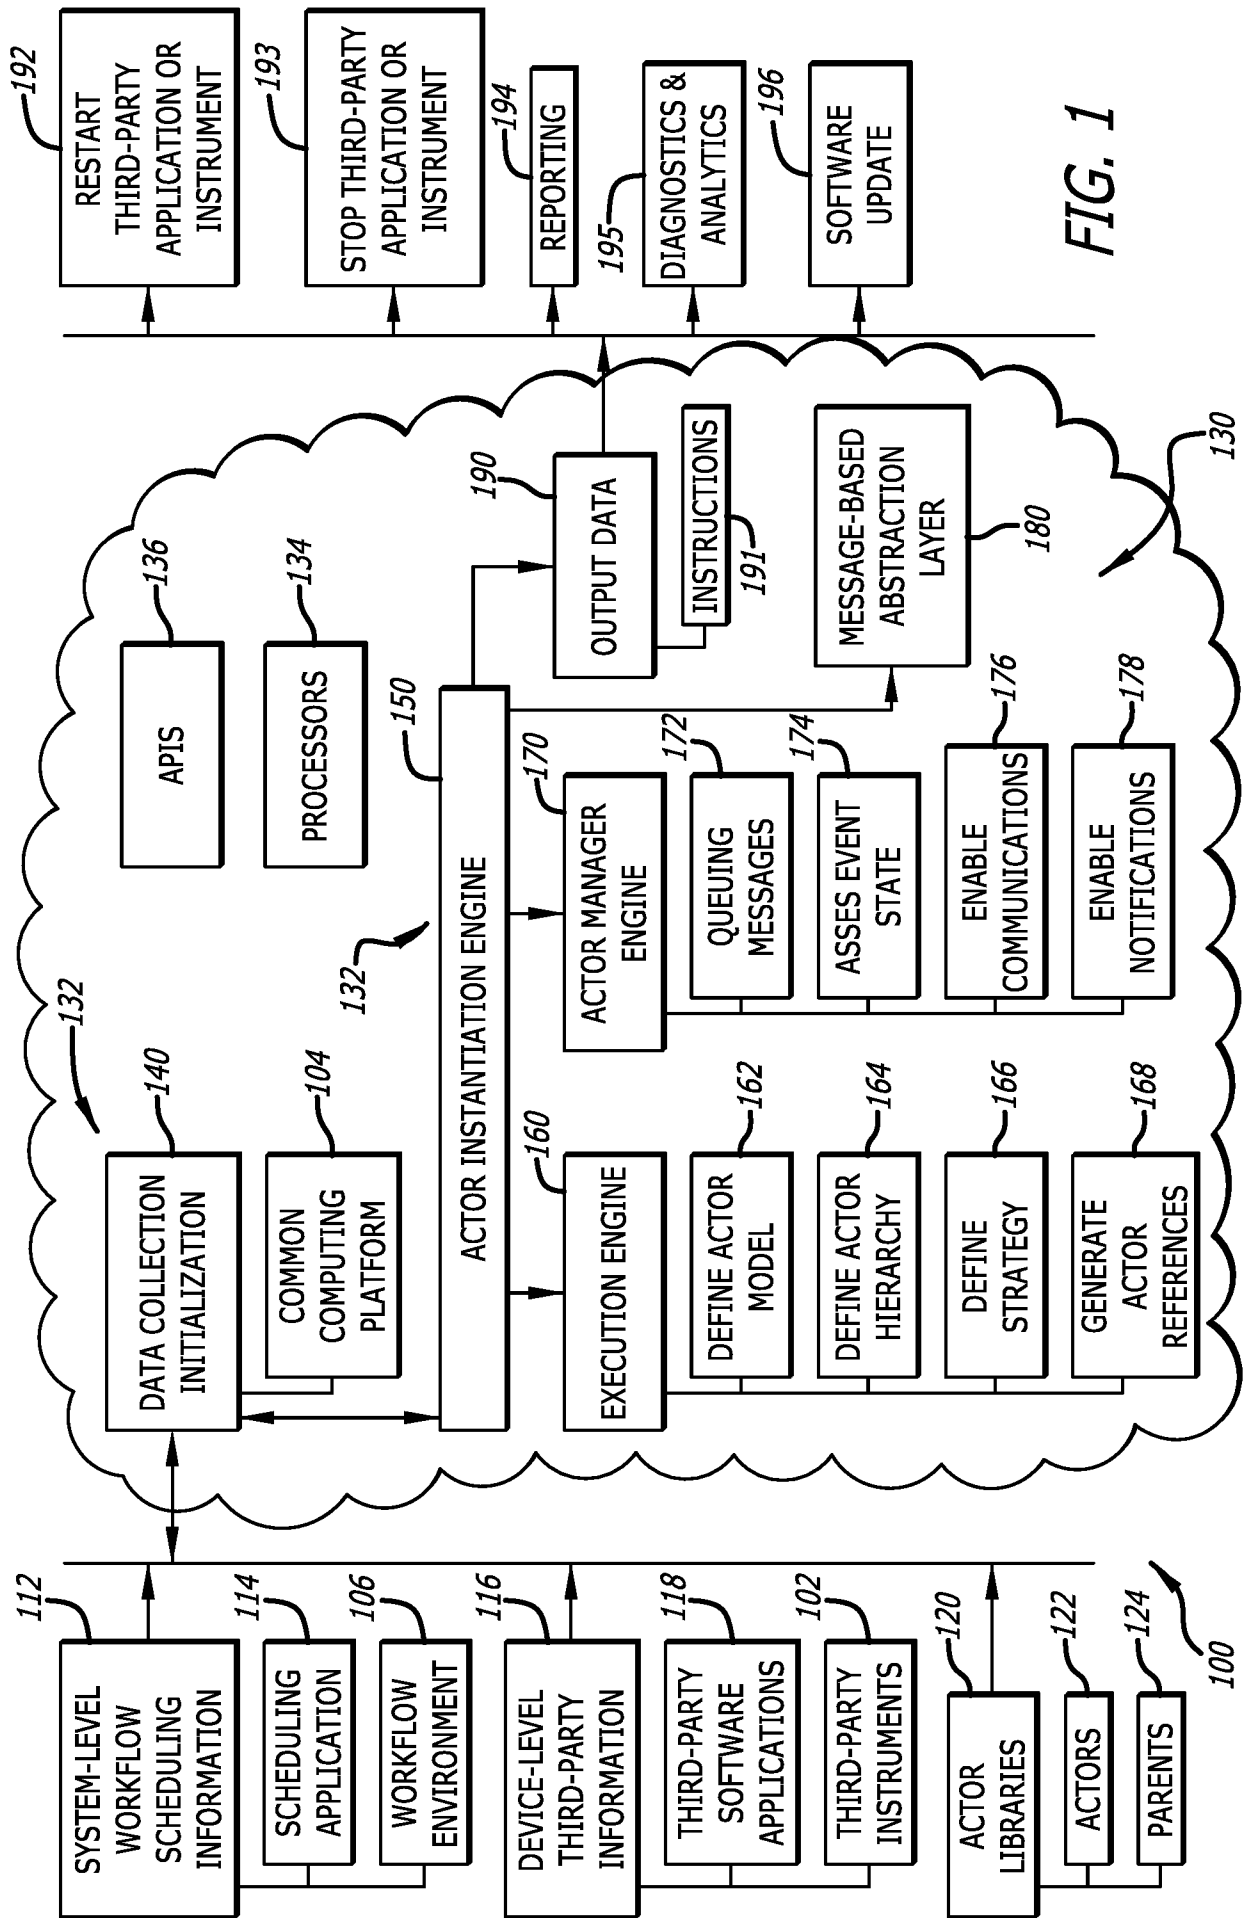 112
SYSTEM-LEVEL
WORKFLOW
SCHEDULING
INFORMATION
114
SCHEDULING
APPLICATION
106
WORKFLOW
ENVIRONMENT
116
DEVICE-LEVEL
THIRD-PARTY
INFORMATION
118
THIRD-PARTY
SOFTWARE
APPLICATIONS
102
THIRD-PARTY
INSTRUMENTS
120
ACTOR
LIBRARIES
122
ACTORS
124
PARENTS
100
132
140
DATA COLLECTION
INITIALIZATION
104
COMMON
COMPUTING
PLATFORM
136
APIS
134
PROCESSORS
132
150
ACTOR INSTANTIATION ENGINE
160
EXECUTION ENGINE
162
DEFINE ACTOR
MODEL
164
DEFINE ACTOR
HIERARCHY
166
DEFINE
STRATEGY
168
GENERATE
ACTOR
REFERENCES
170
ACTOR MANAGER
ENGINE
172
QUEUING
MESSAGES
174
ASSES EVENT
STATE
176
ENABLE
COMMUNICATIONS
178
ENABLE
NOTIFICATIONS
190
OUTPUT DATA
INSTRUCTIONS
191
MESSAGE-BASED
ABSTRACTION
LAYER
180
130
192
RESTART
THIRD-PARTY
APPLICATION OR
INSTRUMENT
193
STOP THIRD-PARTY
APPLICATION OR
INSTRUMENT
194
REPORTING
195
DIAGNOSTICS &
ANALYTICS
196
SOFTWARE
UPDATE
FIG. 1